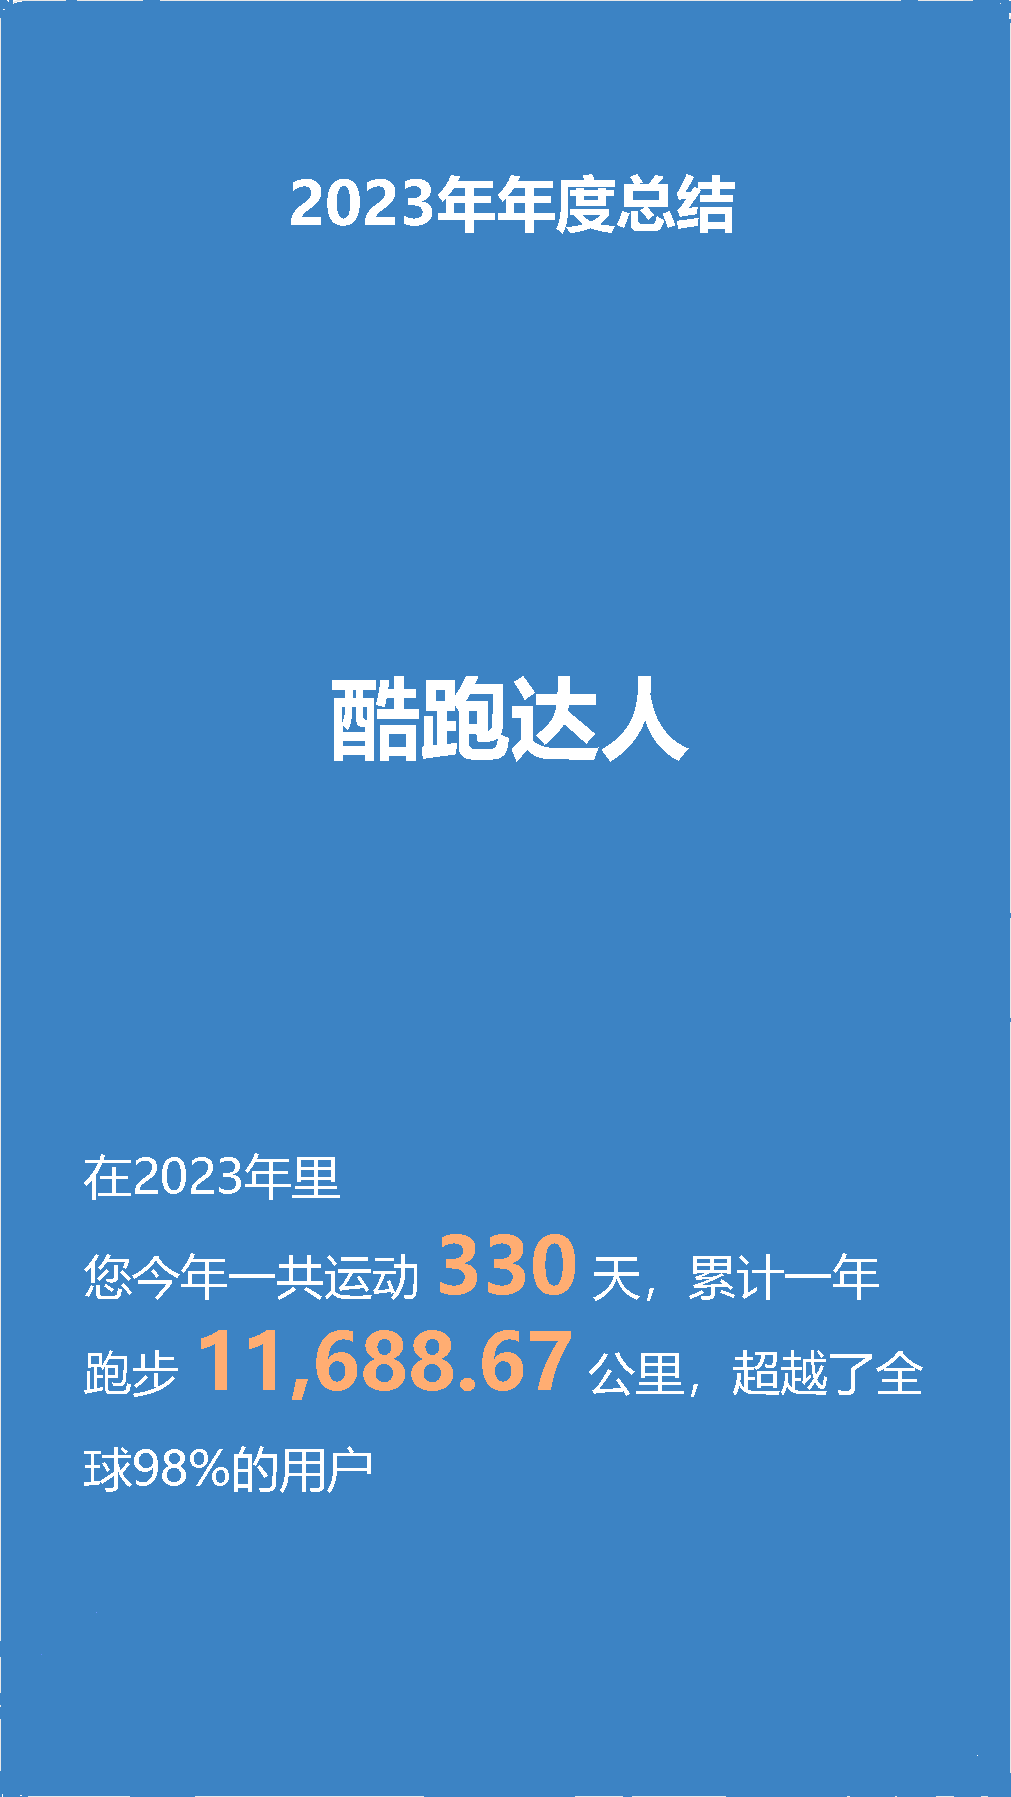 2023年年度总结
酷跑达人
在2023年里
您今年一共运动 330 天，累计一年
跑步 11,688.67 公里，超越了全
球98%的用户